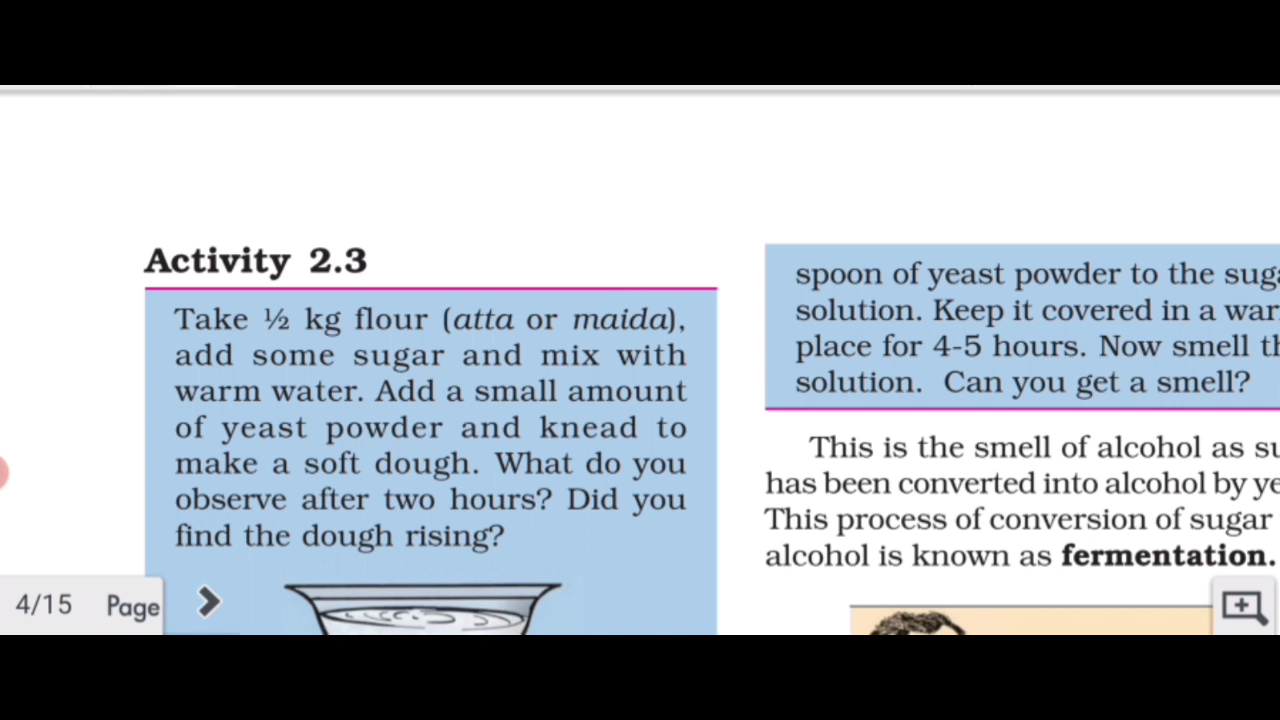 Activity 2.3
Take ½ kg flour (atta or maida),
add some sugar and mix with
warm water. Add a small amount
of yeast powder and knead to
make a soft dough. What do you
observe after two hours? Did you
find the dough rising?
spoon of yeast powder to the
solution. Keep it covered in a
place for 4-5 hours. Now smell
solution. Can you get a smell?
This is the smell of alcohol as
has been converted into alcohol by
This process of conversion of sugar
alcohol is known as fermentation.
4/15 Page